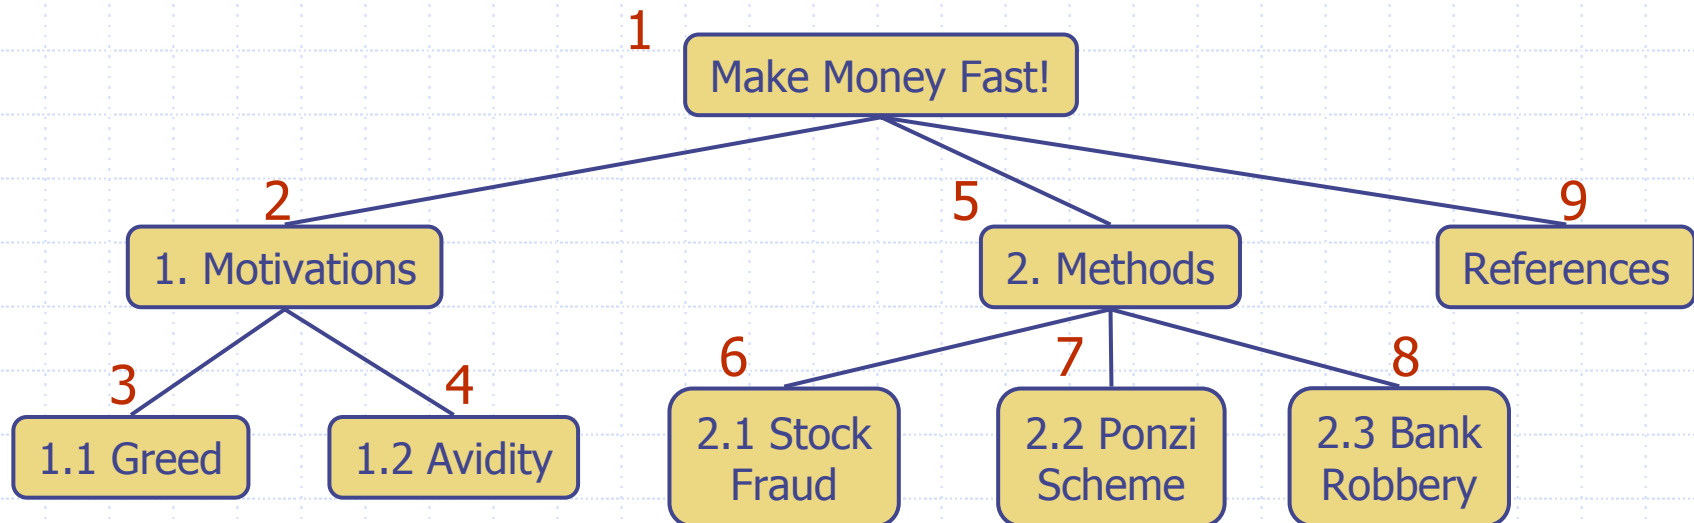 1
Make Money Fast!
2
5
9
1. Motivations
2. Methods
References
3
4
6
7
8
1.1 Greed
1.2 Avidity
2.1 Stock
Fraud
2.2 Ponzi
Scheme
2.3 Bank
Robbery